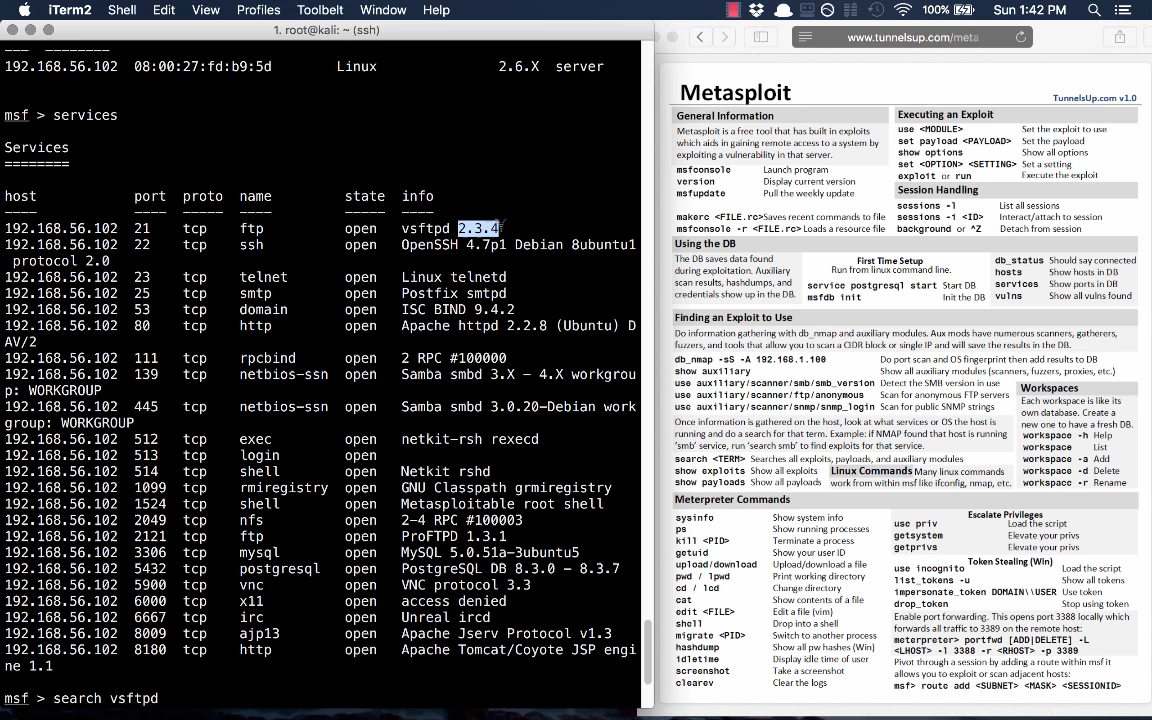 iTerm2 Shell Edit View Profiles Toolbelt Window Help 100% Sun 1:42 PM
1. root@kali: ~ (ssh)
192.168.56.102 08:00:27:fd:b9:5d Linux 2.6.X server
msf > services
Services
========
host port proto name state info
---- ---- ----- ---- ----- ----
192.168.56.102 21 tcp ftp open vsftpd 2.3.4
192.168.56.102 22 tcp ssh open OpenSSH 4.7p1 Debian 8ubuntu1
protocol 2.0
192.168.56.102 23 tcp telnet open Linux telnetd
192.168.56.102 25 tcp smtp open Postfix smtpd
192.168.56.102 53 tcp domain open ISC BIND 9.4.2
192.168.56.102 80 tcp http open Apache httpd 2.2.8 (Ubuntu) D
AV/2
192.168.56.102 111 tcp rpcbind open 2 RPC #100000
192.168.56.102 139 tcp netbios-ssn open Samba smbd 3.X - 4.X workgrou
p: WORKGROUP
192.168.56.102 445 tcp netbios-ssn open Samba smbd 3.0.20-Debian work
group: WORKGROUP
192.168.56.102 512 tcp exec open netkit-rsh rexecd
192.168.56.102 513 tcp login open
192.168.56.102 514 tcp shell open Netkit rshd
192.168.56.102 1099 tcp rmiregistry open GNU Classpath grmiregistry
192.168.56.102 1524 tcp shell open Metasploitable root shell
192.168.56.102 2049 tcp nfs open 2-4 RPC #100003
192.168.56.102 2121 tcp ftp open ProFTPD 1.3.1
192.168.56.102 3306 tcp mysql open MySQL 5.0.51a-3ubuntu5
192.168.56.102 5432 tcp postgresql open PostgreSQL DB 8.3.0 - 8.3.7
192.168.56.102 5900 tcp vnc open VNC protocol 3.3
192.168.56.102 6000 tcp x11 open access denied
192.168.56.102 6667 tcp irc open Unreal ircd
192.168.56.102 8009 tcp ajp13 open Apache Jserv Protocol v1.3
192.168.56.102 8180 tcp http open Apache Tomcat/Coyote JSP engi
ne 1.1
msf > search vsftpd
www.tunnelsup.com/meta
Metasploit
TunnelsUp.com v1.0
General Information
Metasploit is a free tool that has built in exploits
which aids in gaining remote access to a system by
exploiting a vulnerability in that server.
msfconsole Launch program
version Display current version
msfupdate Pull the weekly update
makerc <FILE.rc> Saves recent commands to file
msfconsole -r <FILE.rc> Loads a resource file
Executing an Exploit
use <MODULE> Set the exploit to use
set payload <PAYLOAD> Set the payload
show options Show all options
set <OPTION> <SETTING> Set a setting
exploit or run Execute the exploit
Session Handling
sessions -l List all sessions
sessions -i <ID> Interact/attach to session
background or ^Z Detach from session
Using the DB
The DB saves data found
during exploitation. Auxiliary
scan results, hashdumps, and
credentials show up in the DB.
First Time Setup
Run from linux command line.
service postgresql start Start DB
msfdb init Init the DB
db_status Should say connected
hosts Show hosts in DB
services Show ports in DB
vulns Show all vulns found
Finding an Exploit to Use
Do information gathering with db_nmap and auxiliary modules. Aux mods have numerous scanners, gatherers,
fuzzers, and tools that allow you to scan a CIDR block or single IP and will save the results in the DB.
db_nmap -sS -A 192.168.1.100 Do port scan and OS fingerprint then add results to DB
show auxiliary Show all auxiliary modules (scanners, fuzzers, proxies, etc.)
use auxiliary/scanner/smb/smb_version Detect the SMB version in use
use auxiliary/scanner/ftp/anonymous Scan for anonymous FTP servers
use auxiliary/scanner/snmp/snmp_login Scan for public SNMP strings
Once information is gathered on the host, look at what services or OS the host is
running and do a search for that term. Example: if NMAP found that host is running
'smb' service, run 'search smb' to find exploits for that service.
search <TERM> Searches all exploits, payloads, and auxiliary modules
show exploits Show all exploits
show payloads Show all payloads
Linux Commands Many linux commands
work from within msf like ifconfig, nmap, etc.
Workspaces
Each workspace is like its
own database. Create a
new one to have a fresh DB.
workspace -h Help
workspace List
workspace -a Add
workspace -d Delete
workspace -r Rename
Meterpreter Commands
sysinfo Show system info
ps Show running processes
kill <PID> Terminate a process
getuid Show your user ID
upload/download Upload/download a file
pwd / lpwd Print working directory
cd / lcd Change directory
cat Show contents of a file
edit <FILE> Edit a file (vim)
shell Drop into a shell
migrate <PID> Switch to another process
hashdump Show all pw hashes (Win)
idletime Display idle time of user
screenshot Take a screenshot
clearev Clear the logs
Escalate Privileges
use priv Load the script
getsystem Elevate your privs
getprivs Elevate your privs
Token Stealing (Win)
use incognito Load the script
list_tokens -u Show all tokens
impersonate_token DOMAIN\\USER Use token
drop_token Stop using token
Enable port forwarding. This opens port 3388 locally which
forwards all traffic to 3389 on the remote host:
meterpreter> portfwd [ADD|DELETE] -L
<LHOST> -l 3388 -r <RHOST> -p 3389
Pivot through a session by adding a route within msf it
allows you to exploit or scan adjacent hosts:
msf> route add <SUBNET> <MASK> <SESSIONID>